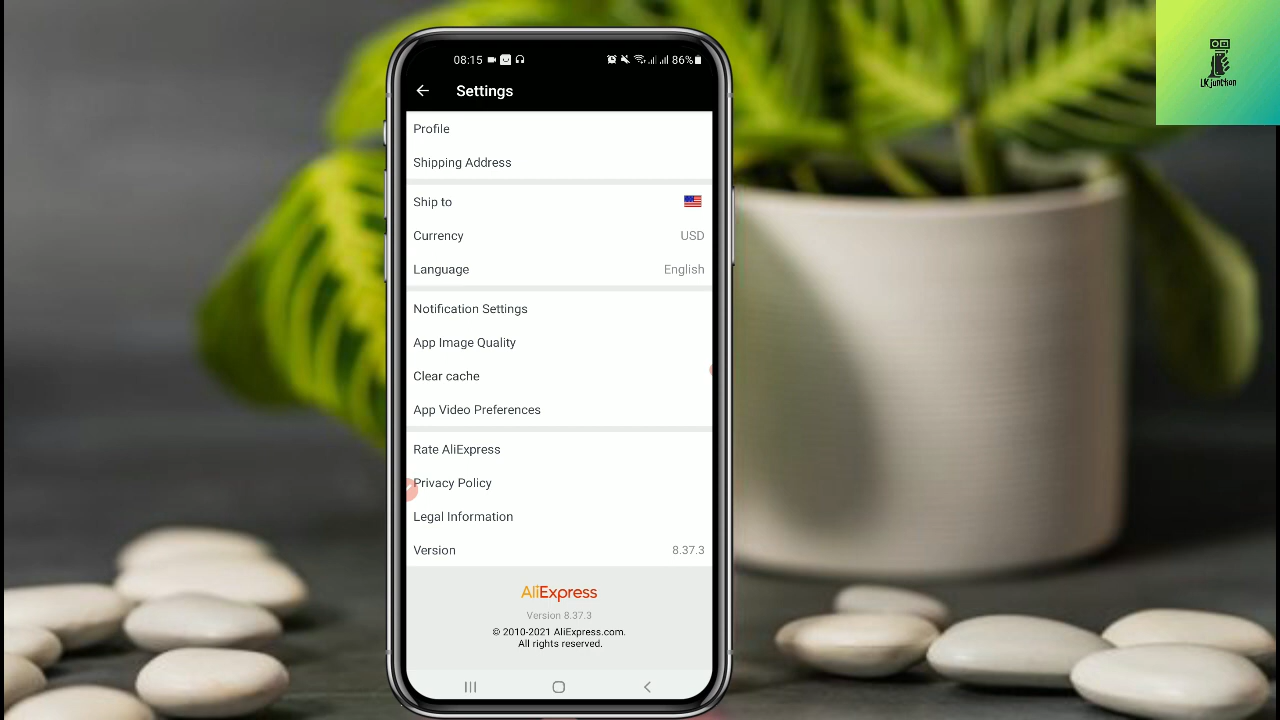 08:15
86%
Settings
LK junction
Profile
Shipping Address
Ship to
Currency USD
Language English
Notification Settings
App Image Quality
Clear cache
App Video Preferences
Rate AliExpress
Privacy Policy
Legal Information
Version 8.37.3
AliExpress
Version 8.37.3
© 2010-2021 AliExpress.com.
All rights reserved.